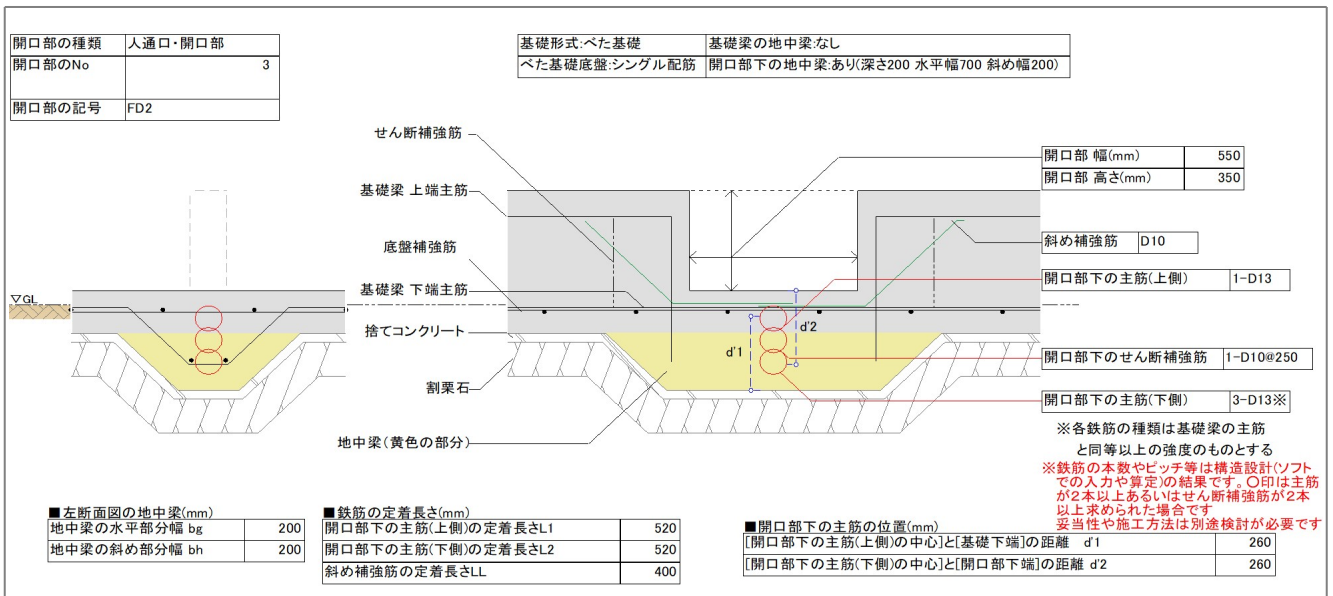 開口部の種類 人通口・開口部
開口部のNo 3
開口部の記号 FD2
基礎形式:べた基礎 基礎梁の地中梁:なし
べた基礎底盤:シングル配筋 開口部下の地中梁:あり(深さ200 水平幅700 斜め幅200)
せん断補強筋
基礎梁 上端主筋
底盤補強筋
基礎梁 下端主筋
捨てコンクリート
割栗石
地中梁(黄色の部分)
▽GL
d'1
d'2
開口部 幅(mm) 550
開口部 高さ(mm) 350
斜め補強筋 D10
開口部下の主筋(上側) 1-D13
開口部下のせん断補強筋 1-D10@250
開口部下の主筋(下側) 3-D13※
※各鉄筋の種類は基礎梁の主筋
と同等以上の強度のものとする
※鉄筋の本数やピッチ等は構造設計(ソフト
での入力や算定)の結果です。〇印は主筋
が2本以上あるいはせん断補強筋が2本
以上求められた場合です
妥当性や施工方法は別途検討が必要です
■左断面図の地中梁(mm)
地中梁の水平部分幅 bg 200
地中梁の斜め部分幅 bh 200
■鉄筋の定着長さ(mm)
開口部下の主筋(上側)の定着長さL1 520
開口部下の主筋(下側)の定着長さL2 520
斜め補強筋の定着長さLL 400
■開口部下の主筋の位置(mm)
[開口部下の主筋(上側)の中心]と[基礎下端]の距離 d'1 260
[開口部下の主筋(下側)の中心]と[開口部下端]の距離 d'2 260